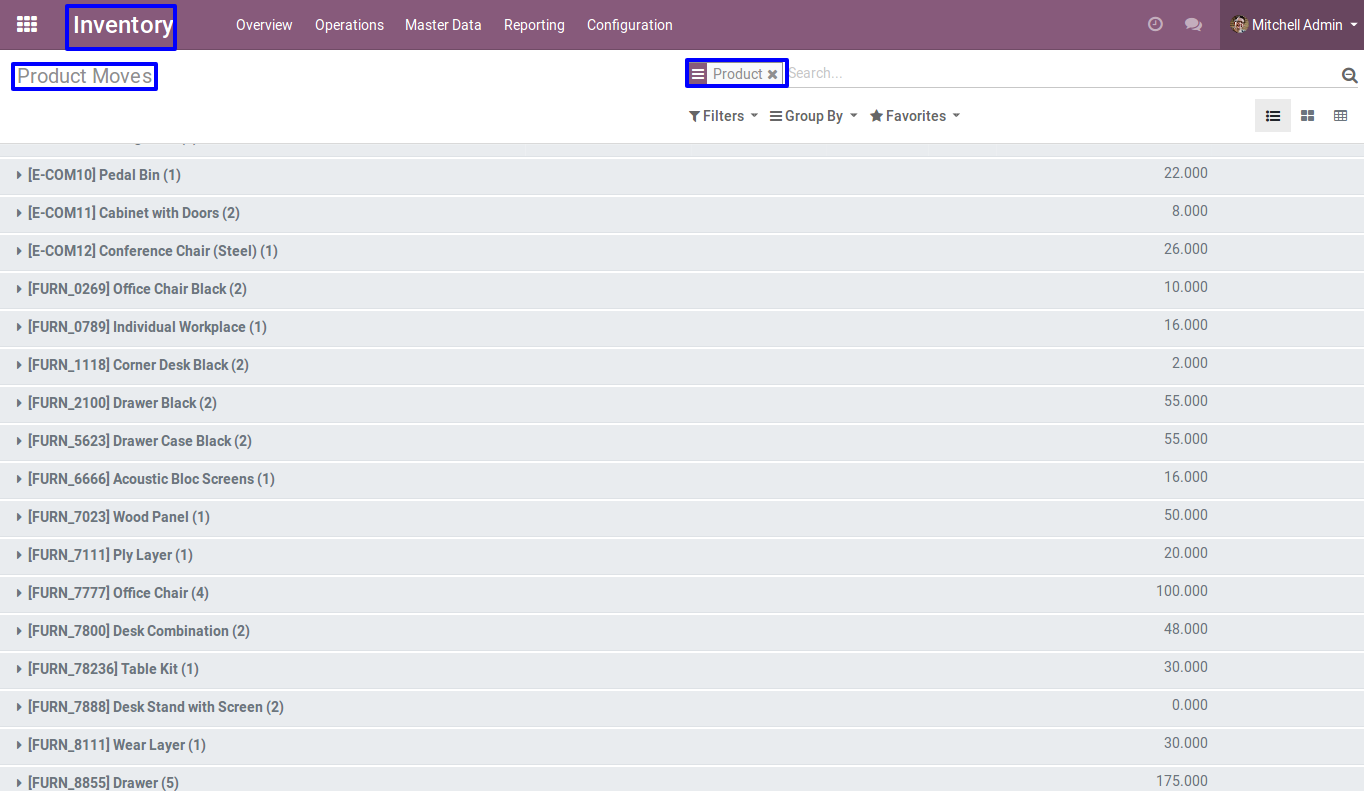 Inventory Overview Operations Master Data Reporting Configuration Mitchell Admin
Product Moves Product Search...
Filters Group By Favorites
[E-COM10] Pedal Bin (1) 22.000
[E-COM11] Cabinet with Doors (2) 8.000
[E-COM12] Conference Chair (Steel) (1) 26.000
[FURN_0269] Office Chair Black (2) 10.000
[FURN_0789] Individual Workplace (1) 16.000
[FURN_1118] Corner Desk Black (2) 2.000
[FURN_2100] Drawer Black (2) 55.000
[FURN_5623] Drawer Case Black (2) 55.000
[FURN_6666] Acoustic Bloc Screens (1) 16.000
[FURN_7023] Wood Panel (1) 50.000
[FURN_7111] Ply Layer (1) 20.000
[FURN_7777] Office Chair (4) 100.000
[FURN_7800] Desk Combination (2) 48.000
[FURN_78236] Table Kit (1) 30.000
[FURN_7888] Desk Stand with Screen (2) 0.000
[FURN_8111] Wear Layer (1) 30.000
[FURN_8855] Drawer (5) 175.000